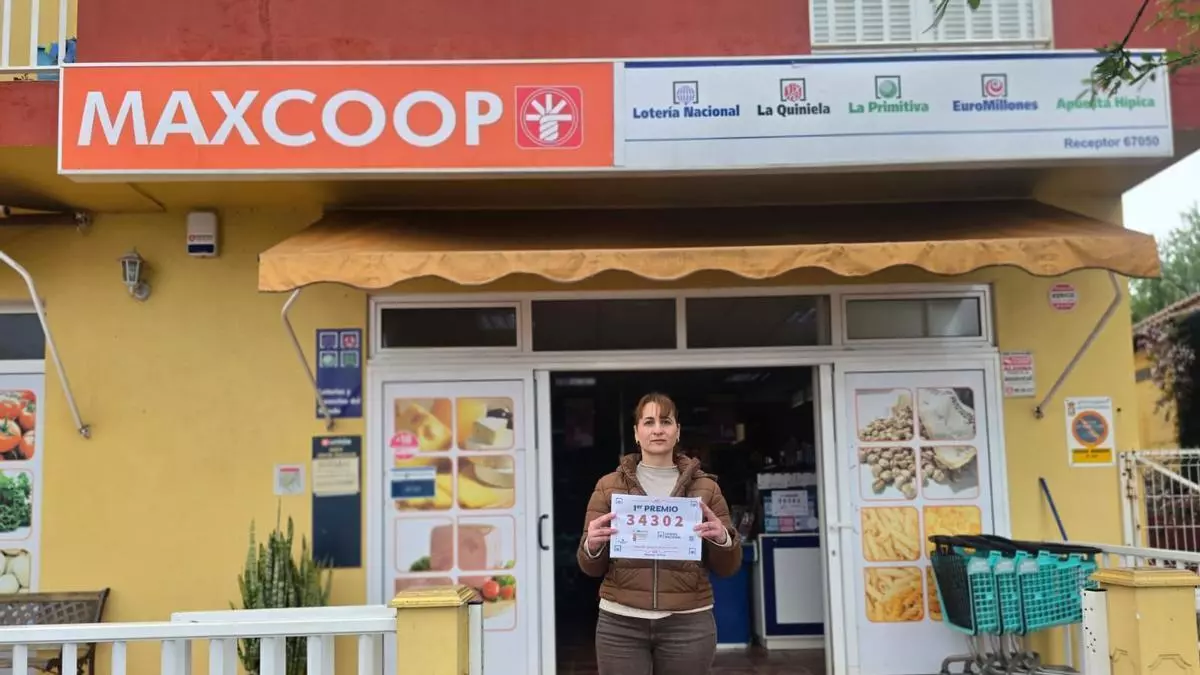 MAXCOOP
Lotería Nacional
La Quiniela
La Primitiva
EuroMillones
Apuesta Hípica
Receptor 67050
1er PREMIO
34302